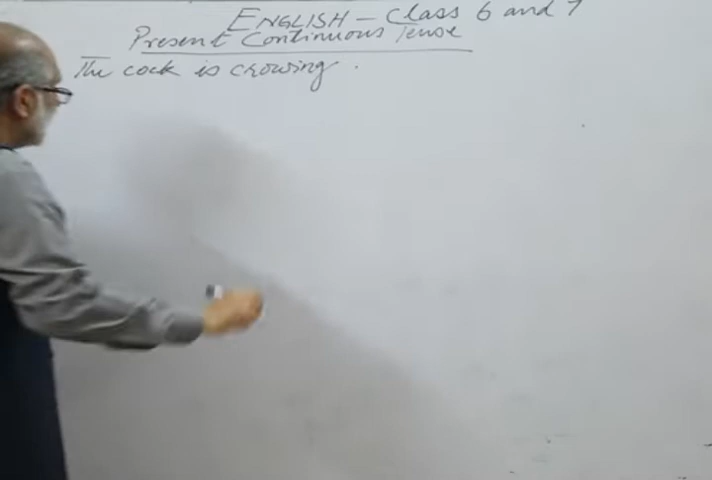 ENGLISH - Class 6 and 7
Present Continuous Tense
The cock is crowing.